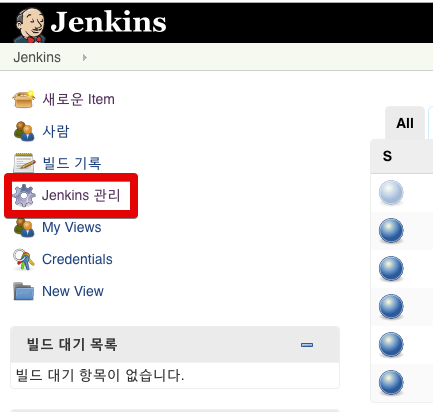 Jenkins
Jenkins
새로운 Item
사람
빌드 기록
Jenkins 관리
My Views
Credentials
New View
빌드 대기 목록
빌드 대기 항목이 없습니다.
All
S